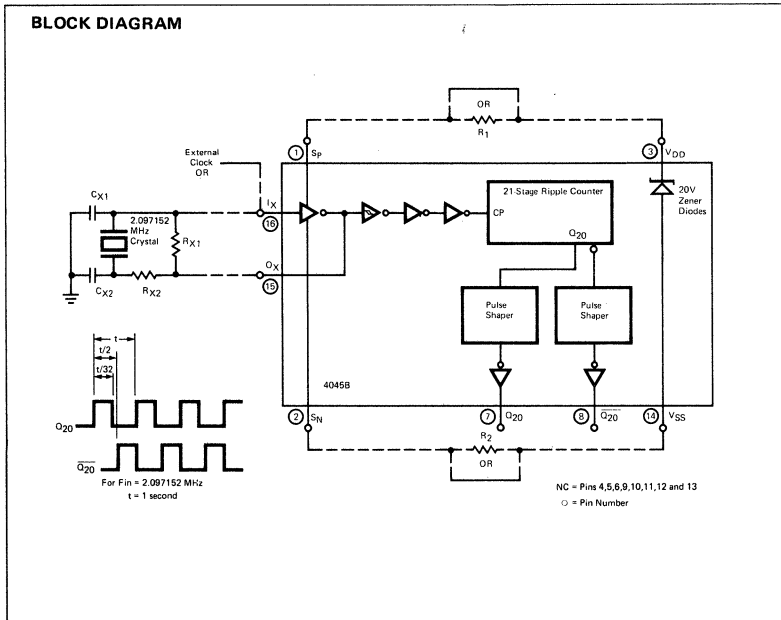 BLOCK DIAGRAM
OR
R1
1 SP
3 VDD
External
Clock
OR
CX1
2.097152
MHz
Crystal
RX1
IX
16
21-Stage Ripple Counter
CP
Q20
20V
Zener
Diodes
OX
15
CX2
RX2
Pulse
Shaper
Pulse
Shaper
t
t/2
t/32
4045B
2 SN
7 Q20
8 Q̅20
14 VSS
Q20
R2
OR
Q̅20
For Fin = 2.097152 MHz
t = 1 second
NC = Pins 4,5,6,9,10,11,12 and 13
○ = Pin Number